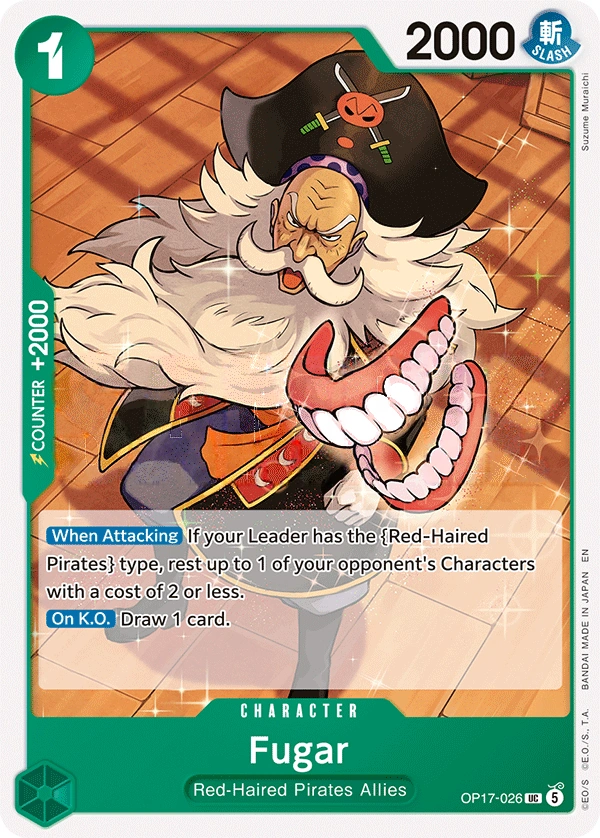 1
2000
斬
SLASH
Suzume Muraichi
COUNTER +2000
When Attacking If your Leader has the {Red-Haired
Pirates} type, rest up to 1 of your opponent's Characters
with a cost of 2 or less.
On K.O. Draw 1 card.
CHARACTER
Fugar
Red-Haired Pirates Allies
OP17-026 UC 5
©EO/S ©E.O./S., T.A. BANDAI MADE IN JAPAN EN